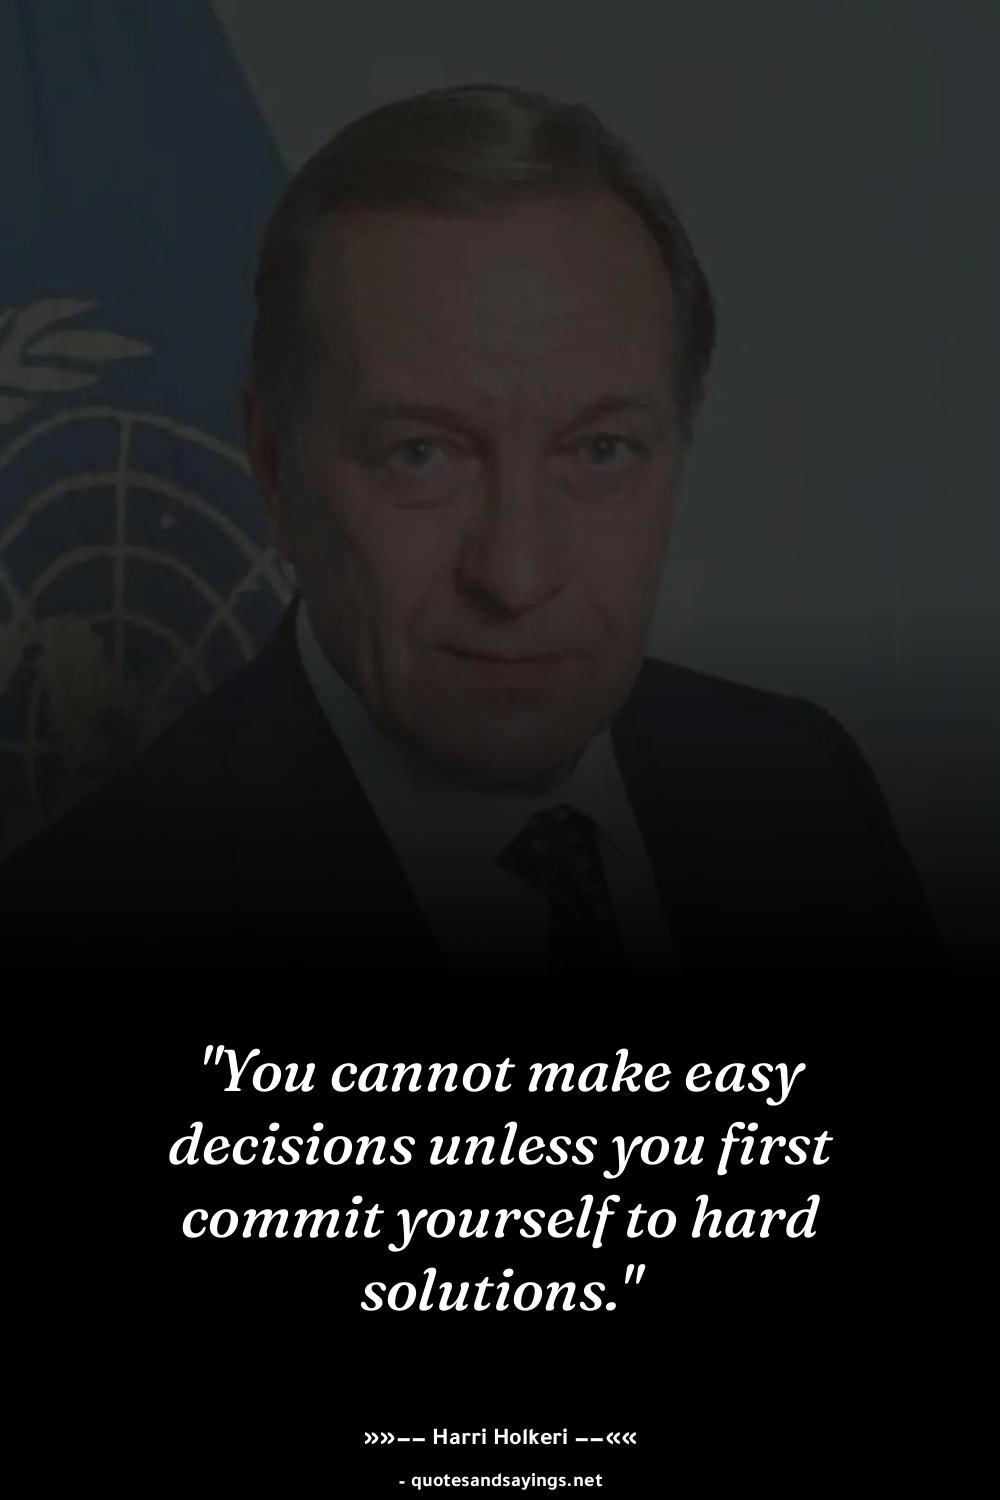 "You cannot make easy
decisions unless you first
commit yourself to hard
solutions."
»»−− Harri Holkeri −−««
- quotesandsayings.net